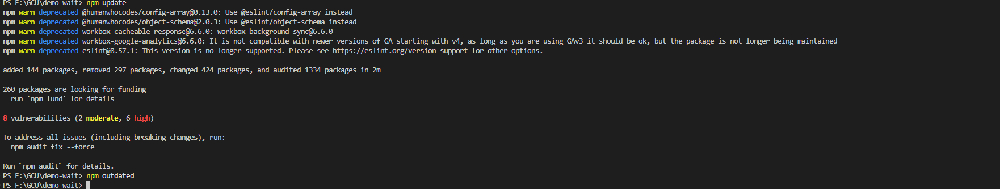 PS F:\GCU\demo-wait> npm update
npm warn deprecated @humanwhocodes/config-array@0.13.0: Use @eslint/config-array instead
npm warn deprecated @humanwhocodes/object-schema@2.0.3: Use @eslint/object-schema instead
npm warn deprecated workbox-cacheable-response@6.6.0: workbox-background-sync@6.6.0
npm warn deprecated workbox-google-analytics@6.6.0: It is not compatible with newer versions of GA starting with v4, as long as you are using GAv3 it should be ok, but the package is not longer being maintained
npm warn deprecated eslint@8.57.1: This version is no longer supported. Please see https://eslint.org/version-support for other options.
added 144 packages, removed 297 packages, changed 424 packages, and audited 1334 packages in 2m
260 packages are looking for funding
run `npm fund` for details
8 vulnerabilities (2 moderate, 6 high)
To address all issues (including breaking changes), run:
npm audit fix --force
Run `npm audit` for details.
PS F:\GCU\demo-wait> npm outdated
PS F:\GCU\demo-wait>